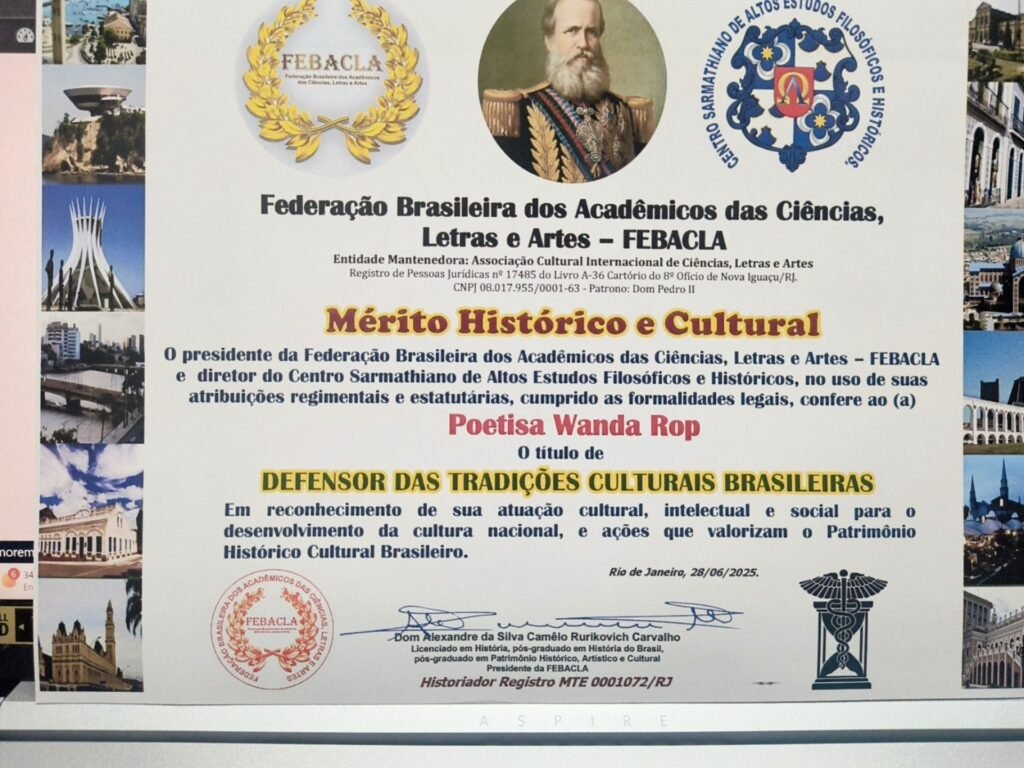 FEBACLA
Federação Brasileira dos Acadêmicos
das Ciências, Letras e Artes
CENTRO SARMATHIANO DE ALTOS ESTUDOS FILOSÓFICOS E HISTÓRICOS.
Federação Brasileira dos Acadêmicos das Ciências,
Letras e Artes – FEBACLA
Entidade Mantenedora: Associação Cultural Internacional de Ciências, Letras e Artes
Registro de Pessoas Jurídicas nº 17485 do Livro A-36 Cartório do 8º Ofício de Nova Iguaçu/RJ.
CNPJ 08.017.955/0001-63 - Patrono: Dom Pedro II
Mérito Histórico e Cultural
O presidente da Federação Brasileira dos Acadêmicos das Ciências, Letras e Artes – FEBACLA
e diretor do Centro Sarmathiano de Altos Estudos Filosóficos e Históricos, no uso de suas
atribuições regimentais e estatutárias, cumprido as formalidades legais, confere ao (a)
Poetisa Wanda Rop
O título de
DEFENSOR DAS TRADIÇÕES CULTURAIS BRASILEIRAS
Em reconhecimento de sua atuação cultural, intelectual e social para o
desenvolvimento da cultura nacional, e ações que valorizam o Patrimônio
Histórico Cultural Brasileiro.
Rio de Janeiro, 28/06/2025.
FEDERAÇÃO BRASILEIRA DOS ACADÊMICOS DAS CIÊNCIAS, LETRAS E ARTES
FEBACLA
Dom Alexandre da Silva Camêlo Rurikovich Carvalho
Licenciado em História, pós-graduado em História do Brasil,
pós-graduado em Patrimônio Histórico, Artístico e Cultural
Presidente da FEBACLA
Historiador Registro MTE 0001072/RJ
ASPIRE
morem
6
34
En